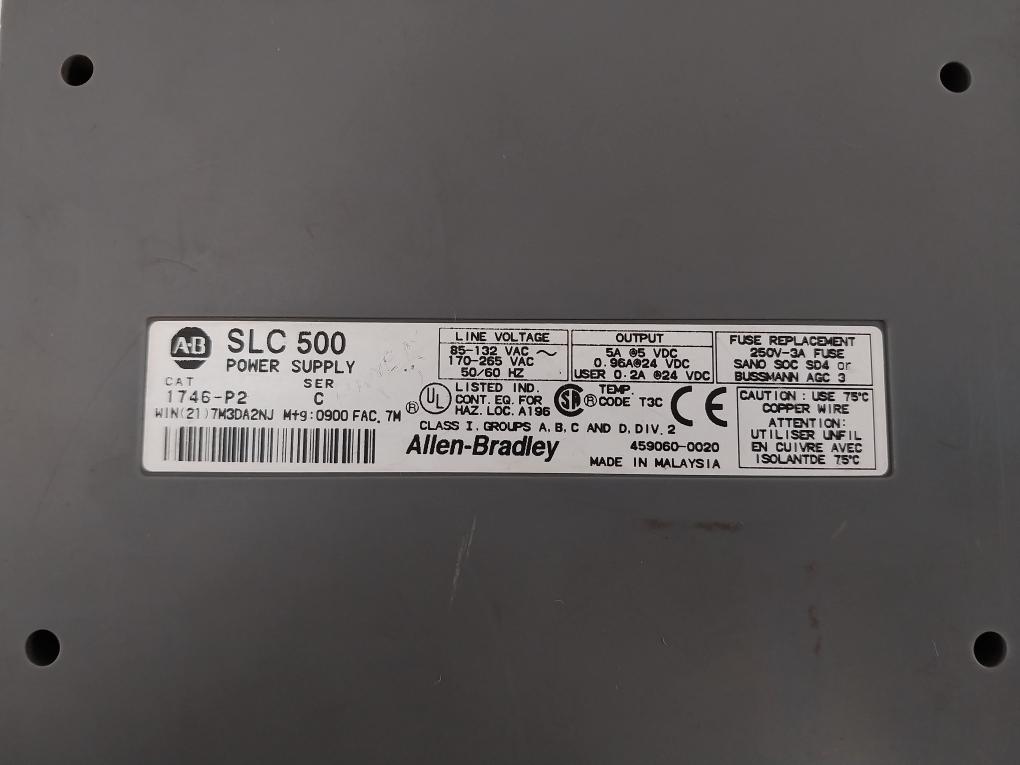 A-B SLC 500
POWER SUPPLY
CAT SER
1746-P2 C
WIN(21)7M3DA2NJ Mfg:0900 FAC. 7M
LINE VOLTAGE
85-132 VAC ~
170-265 VAC
50/60 HZ
OUTPUT
5A @5 VDC
0.96A@24 VDC
USER 0.2A @24 VDC
FUSE REPLACEMENT
250V-3A FUSE
SANO SOC SD4 or
BUSSMANN AGC 3
UL ®
LISTED IND.
CONT. EQ. FOR
HAZ. LOC. A196
SA ®
TEMP
CODE T3C
CE
CLASS I, GROUPS A, B, C AND D, DIV. 2
Allen-Bradley
459060-0020
MADE IN MALAYSIA
CAUTION : USE 75°C
COPPER WIRE
ATTENTION:
UTILISER UNFIL
EN CUIVRE AVEC
ISOLANTDE 75°C